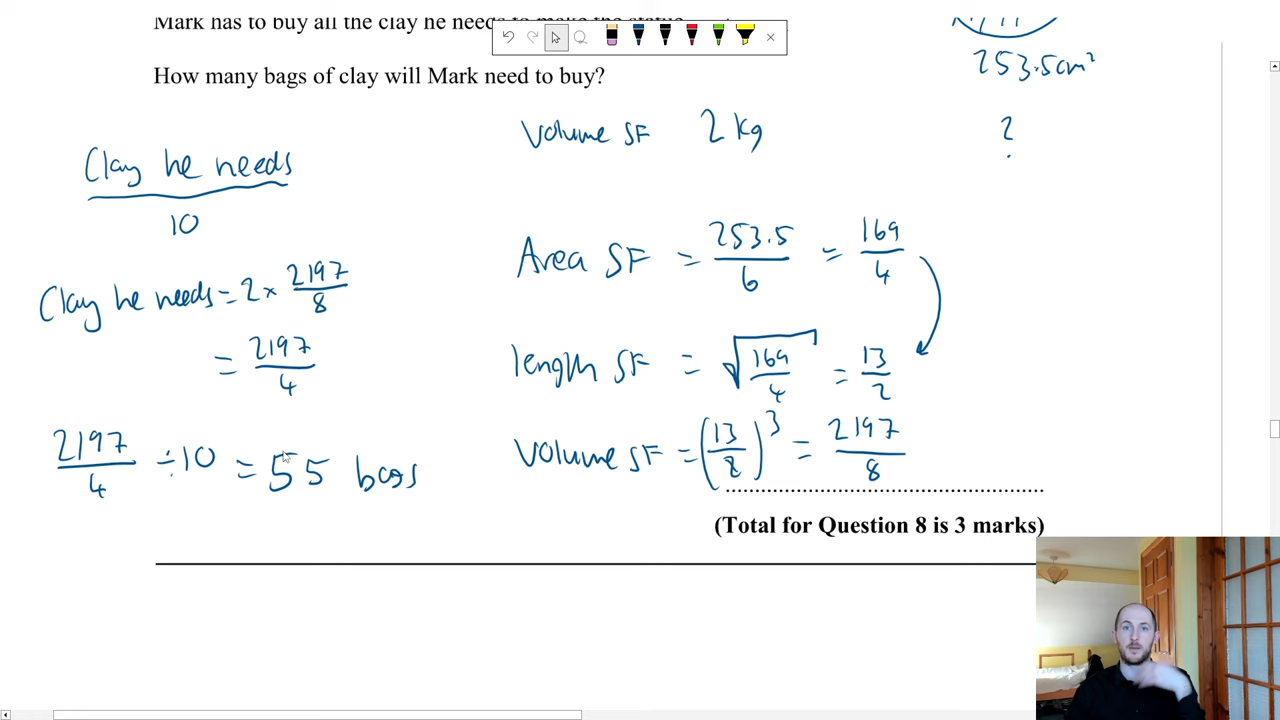 Mark has to buy all the clay he needs to make the statue.
How many bags of clay will Mark need to buy?
253.5cm²
Volume SF 2 kg ?
Clay he needs
10
Clay he needs = 2 × 2197/8
= 2197/4
2197/4 ÷ 10 = 55 bags
Area SF = 253.5/6 = 169/4
length SF = √169/4 = 13/2
Volume SF = (13/2)³ = 2197/8
(Total for Question 8 is 3 marks)